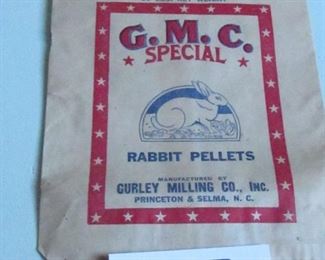 G.M.C.
SPECIAL
RABBIT PELLETS
MANUFACTURED BY
GURLEY MILLING CO., INC.
PRINCETON & SELMA, N. C.